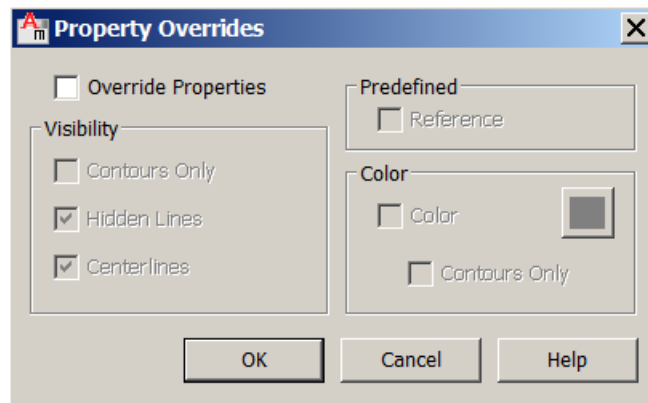 Property Overrides
Override Properties
Visibility
Contours Only
Hidden Lines
Centerlines
Predefined
Reference
Color
Color
Contours Only
OK
Cancel
Help